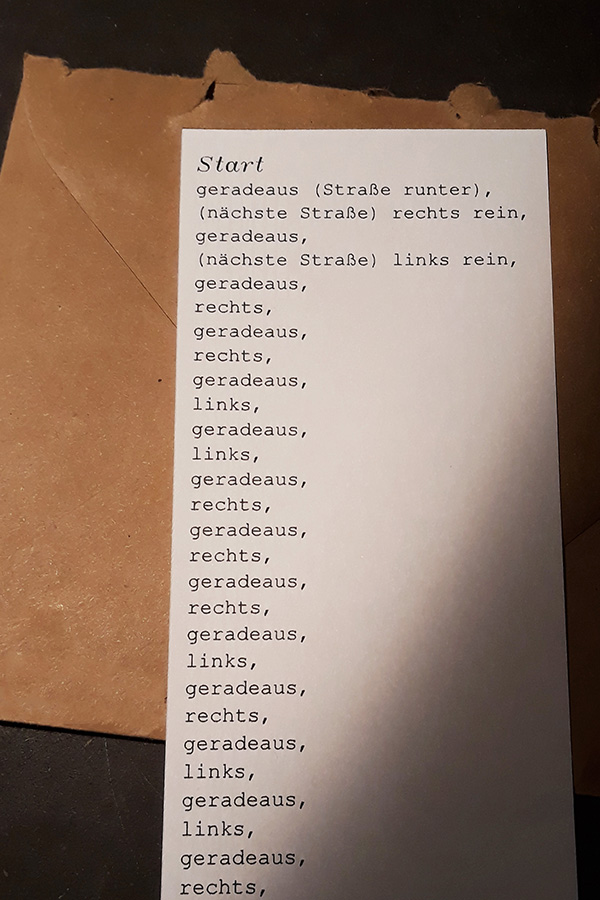 Start
geradeaus (Straße runter),
(nächste Straße) rechts rein,
geradeaus,
(nächste Straße) links rein,
geradeaus,
rechts,
geradeaus,
rechts,
geradeaus,
links,
geradeaus,
links,
geradeaus,
rechts,
geradeaus,
rechts,
geradeaus,
rechts,
geradeaus,
links,
geradeaus,
rechts,
geradeaus,
links,
geradeaus,
links,
geradeaus,
rechts,